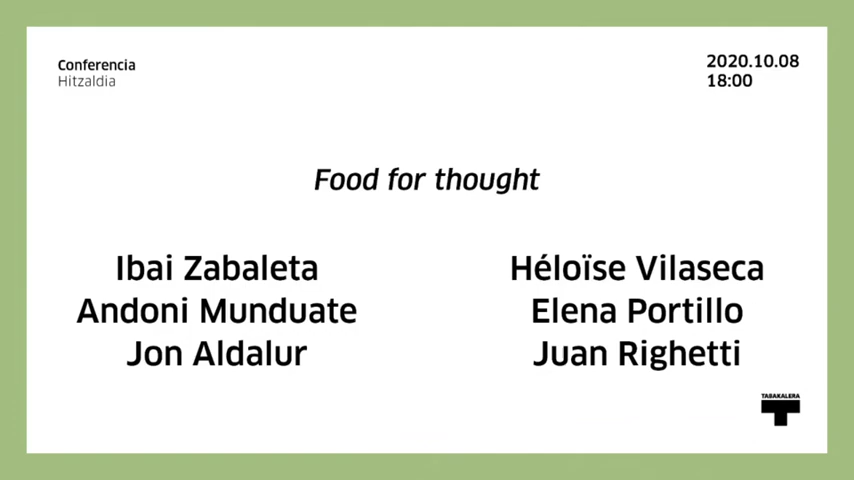 Conferencia
Hitzaldia
2020.10.08
18:00
Food for thought
Ibai Zabaleta
Andoni Munduate
Jon Aldalur
Héloïse Vilaseca
Elena Portillo
Juan Righetti
TABAKALERA